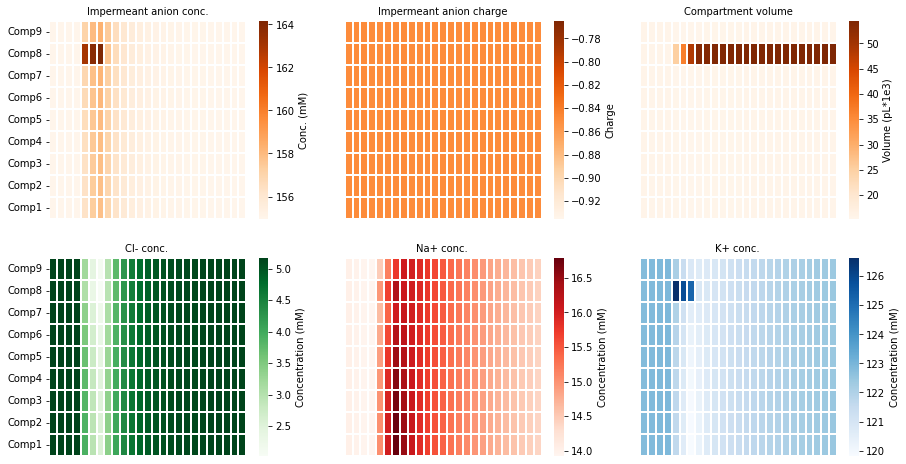 Impermeant anion conc.
Impermeant anion charge
Compartment volume
Comp9
Comp8
Comp7
Comp6
Comp5
Comp4
Comp3
Comp2
Comp1
164
162
160
158
156
Conc. (mM)
−0.78
−0.80
−0.82
−0.84
−0.86
−0.88
−0.90
−0.92
Charge
50
45
40
35
30
25
20
Volume (pL*1e3)
Cl- conc.
Na+ conc.
K+ conc.
Comp9
Comp8
Comp7
Comp6
Comp5
Comp4
Comp3
Comp2
Comp1
5.0
4.5
4.0
3.5
3.0
2.5
Concentration (mM)
16.5
16.0
15.5
15.0
14.5
14.0
Concentration (mM)
126
125
124
123
122
121
120
Concentration (mM)